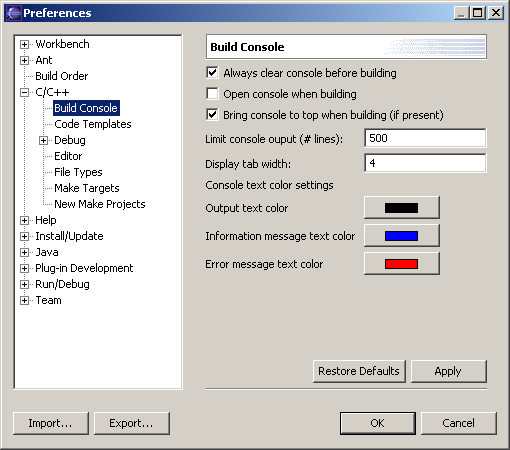 Preferences
Workbench
Ant
Build Order
C/C++
Build Console
Code Templates
Debug
Editor
File Types
Make Targets
New Make Projects
Help
Install/Update
Java
Plug-in Development
Run/Debug
Team
Build Console
Always clear console before building
Open console when building
Bring console to top when building (if present)
Limit console ouput (# lines): 500
Display tab width: 4
Console text color settings
Output text color
Information message text color
Error message text color
Restore Defaults Apply
Import... Export... OK Cancel